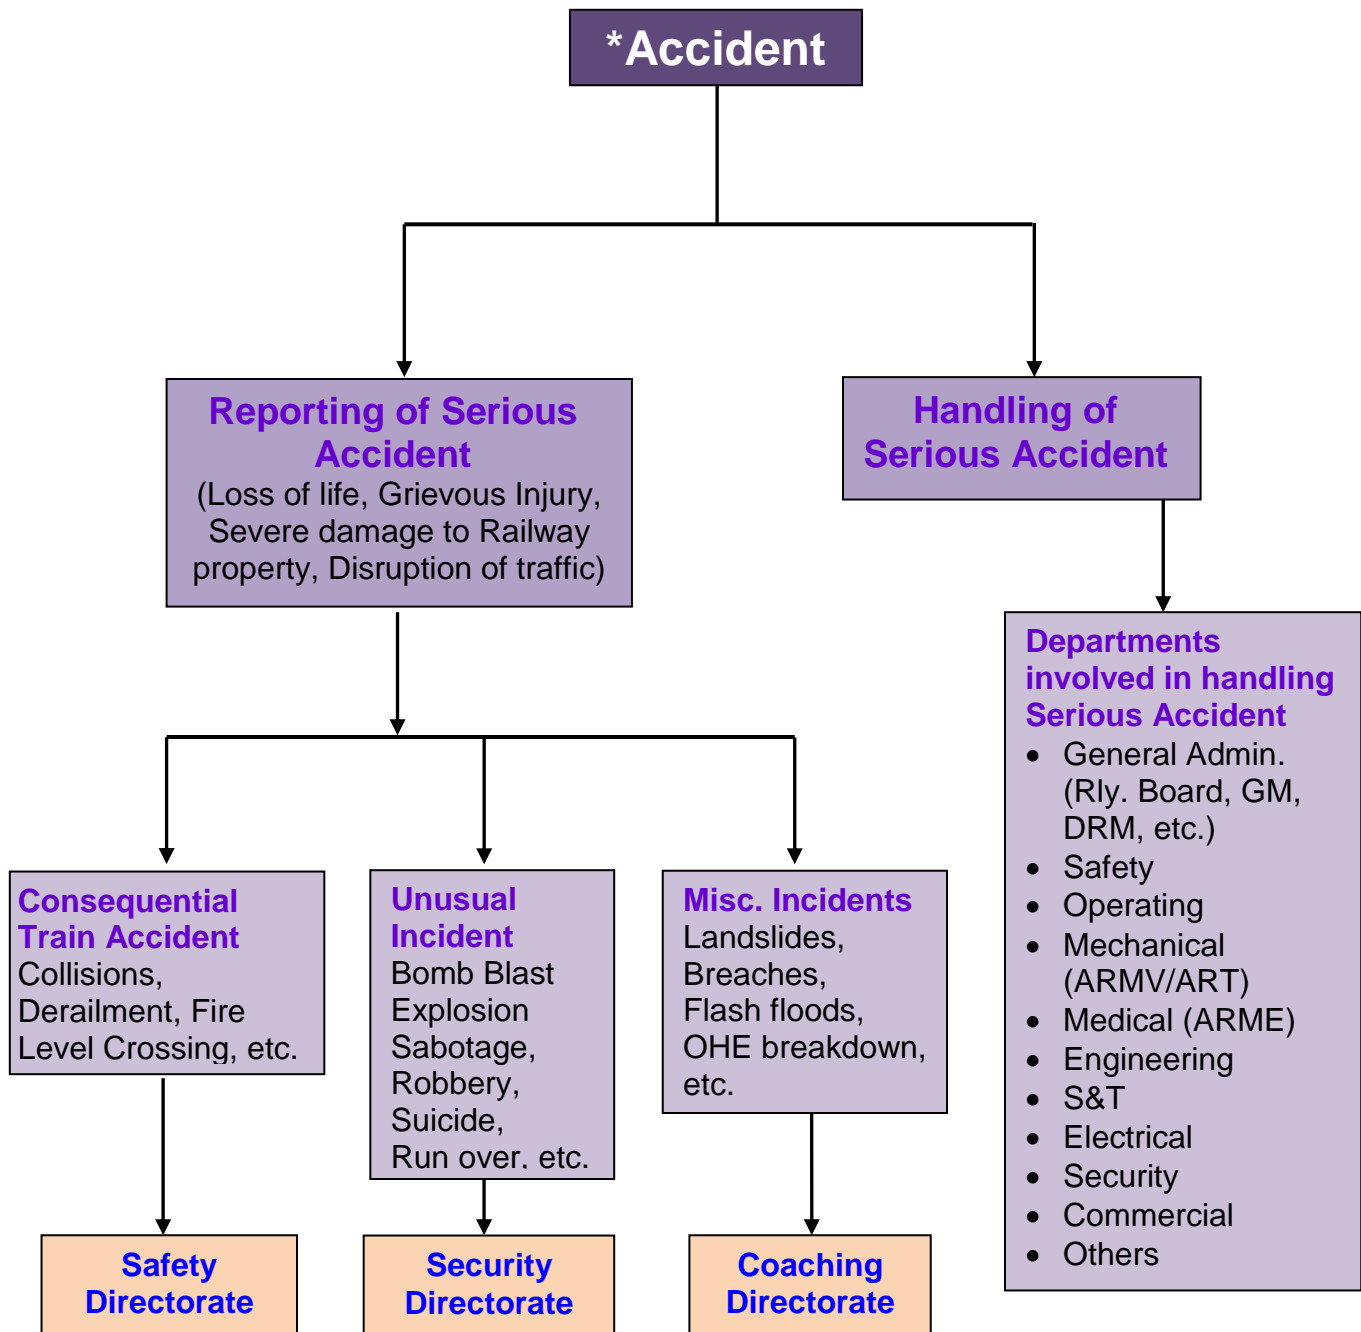 *Accident
Reporting of Serious
Accident
(Loss of life, Grievous Injury,
Severe damage to Railway
property, Disruption of traffic)
Handling of
Serious Accident
Consequential
Train Accident
Collisions,
Derailment, Fire
Level Crossing, etc.
Unusual
Incident
Bomb Blast
Explosion
Sabotage,
Robbery,
Suicide,
Run over, etc.
Misc. Incidents
Landslides,
Breaches,
Flash floods,
OHE breakdown,
etc.
Departments
involved in handling
Serious Accident
• General Admin.
(Rly. Board, GM,
DRM, etc.)
• Safety
• Operating
• Mechanical
(ARMV/ART)
• Medical (ARME)
• Engineering
• S&T
• Electrical
• Security
• Commercial
• Others
Safety
Directorate
Security
Directorate
Coaching
Directorate